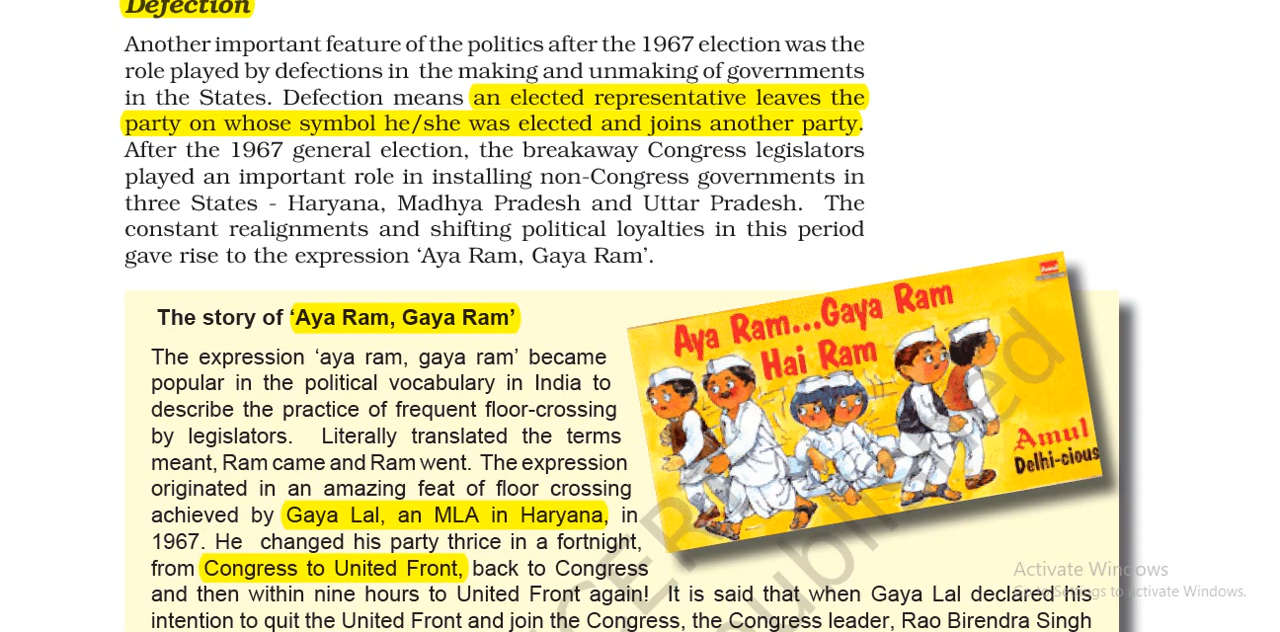 Defection
Another important feature of the politics after the 1967 election was the
role played by defections in the making and unmaking of governments
in the States. Defection means an elected representative leaves the
party on whose symbol he/she was elected and joins another party.
After the 1967 general election, the breakaway Congress legislators
played an important role in installing non-Congress governments in
three States - Haryana, Madhya Pradesh and Uttar Pradesh. The
constant realignments and shifting political loyalties in this period
gave rise to the expression ‘Aya Ram, Gaya Ram’.
The story of ‘Aya Ram, Gaya Ram’
The expression ‘aya ram, gaya ram’ became
popular in the political vocabulary in India to
describe the practice of frequent floor-crossing
by legislators. Literally translated the terms
meant, Ram came and Ram went. The expression
originated in an amazing feat of floor crossing
achieved by Gaya Lal, an MLA in Haryana, in
1967. He changed his party thrice in a fortnight,
from Congress to United Front, back to Congress
and then within nine hours to United Front again! It is said that when Gaya Lal declared his
intention to quit the United Front and join the Congress, the Congress leader, Rao Birendra Singh
Aya Ram...Gaya Ram
Hai Ram
Amul
Delhi-cious
Activate Windows
Go to Settings to activate Windows.